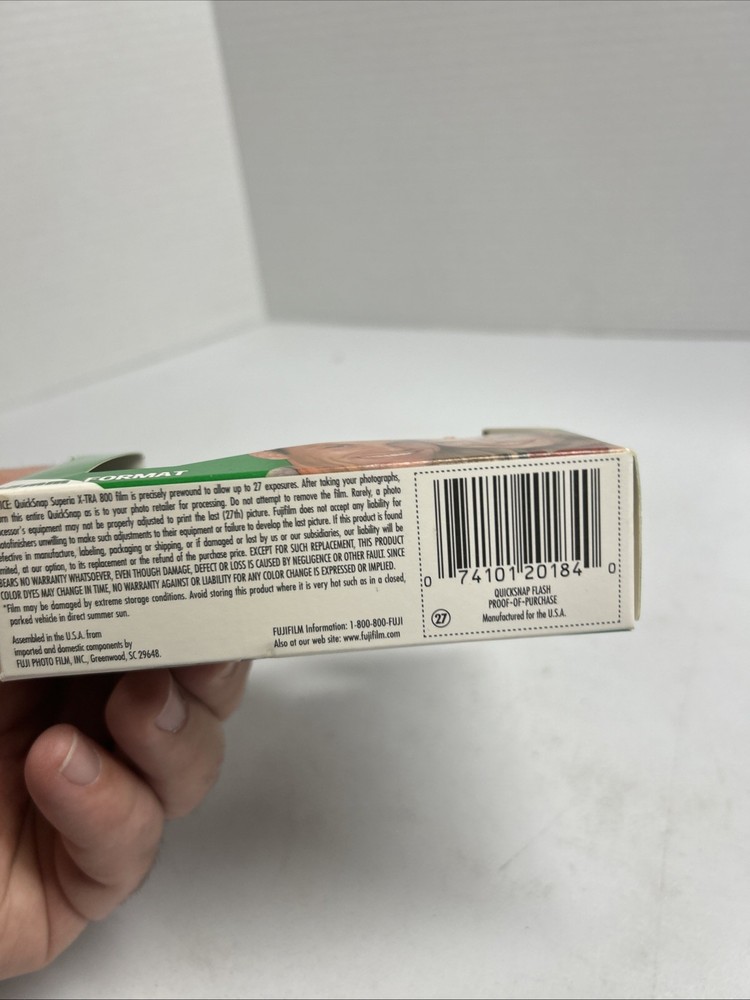 FORMAT
ICE: QuickSnap Superia X-TRA 800 film is precisely prewound to allow up to 27 exposures. After taking your photographs,
rn this entire QuickSnap as is to your photo retailer for processing. Do not attempt to remove the film. Rarely, a photo
cessor's equipment may not be properly adjusted to print the last (27th) picture. Fujifilm does not accept any liability for
otofinishers unwilling to make such adjustments to their equipment or failure to develop the last picture. If this product is found
efective in manufacture, labeling, packaging or shipping, or if damaged or lost by us or our subsidiaries, our liability will be
mited, at our option, to its replacement or the refund of the purchase price. EXCEPT FOR SUCH REPLACEMENT, THIS PRODUCT
BEARS NO WARRANTY WHATSOEVER, EVEN THOUGH DAMAGE, DEFECT OR LOSS IS CAUSED BY NEGLIGENCE OR OTHER FAULT. SINCE
COLOR DYES MAY CHANGE IN TIME, NO WARRANTY AGAINST OR LIABILITY FOR ANY COLOR CHANGE IS EXPRESSED OR IMPLIED.
*Film may be damaged by extreme storage conditions. Avoid storing this product where it is very hot such as in a closed,
parked vehicle in direct summer sun.
Assembled in the U.S.A. from
imported and domestic components by
FUJI PHOTO FILM, INC., Greenwood, SC 29648.
FUJIFILM Information: 1-800-800-FUJI
Also at our web site: www.fujifilm.com
0 74101 20184 0
QUICKSNAP FLASH
PROOF-OF-PURCHASE
27 Manufactured for the U.S.A.